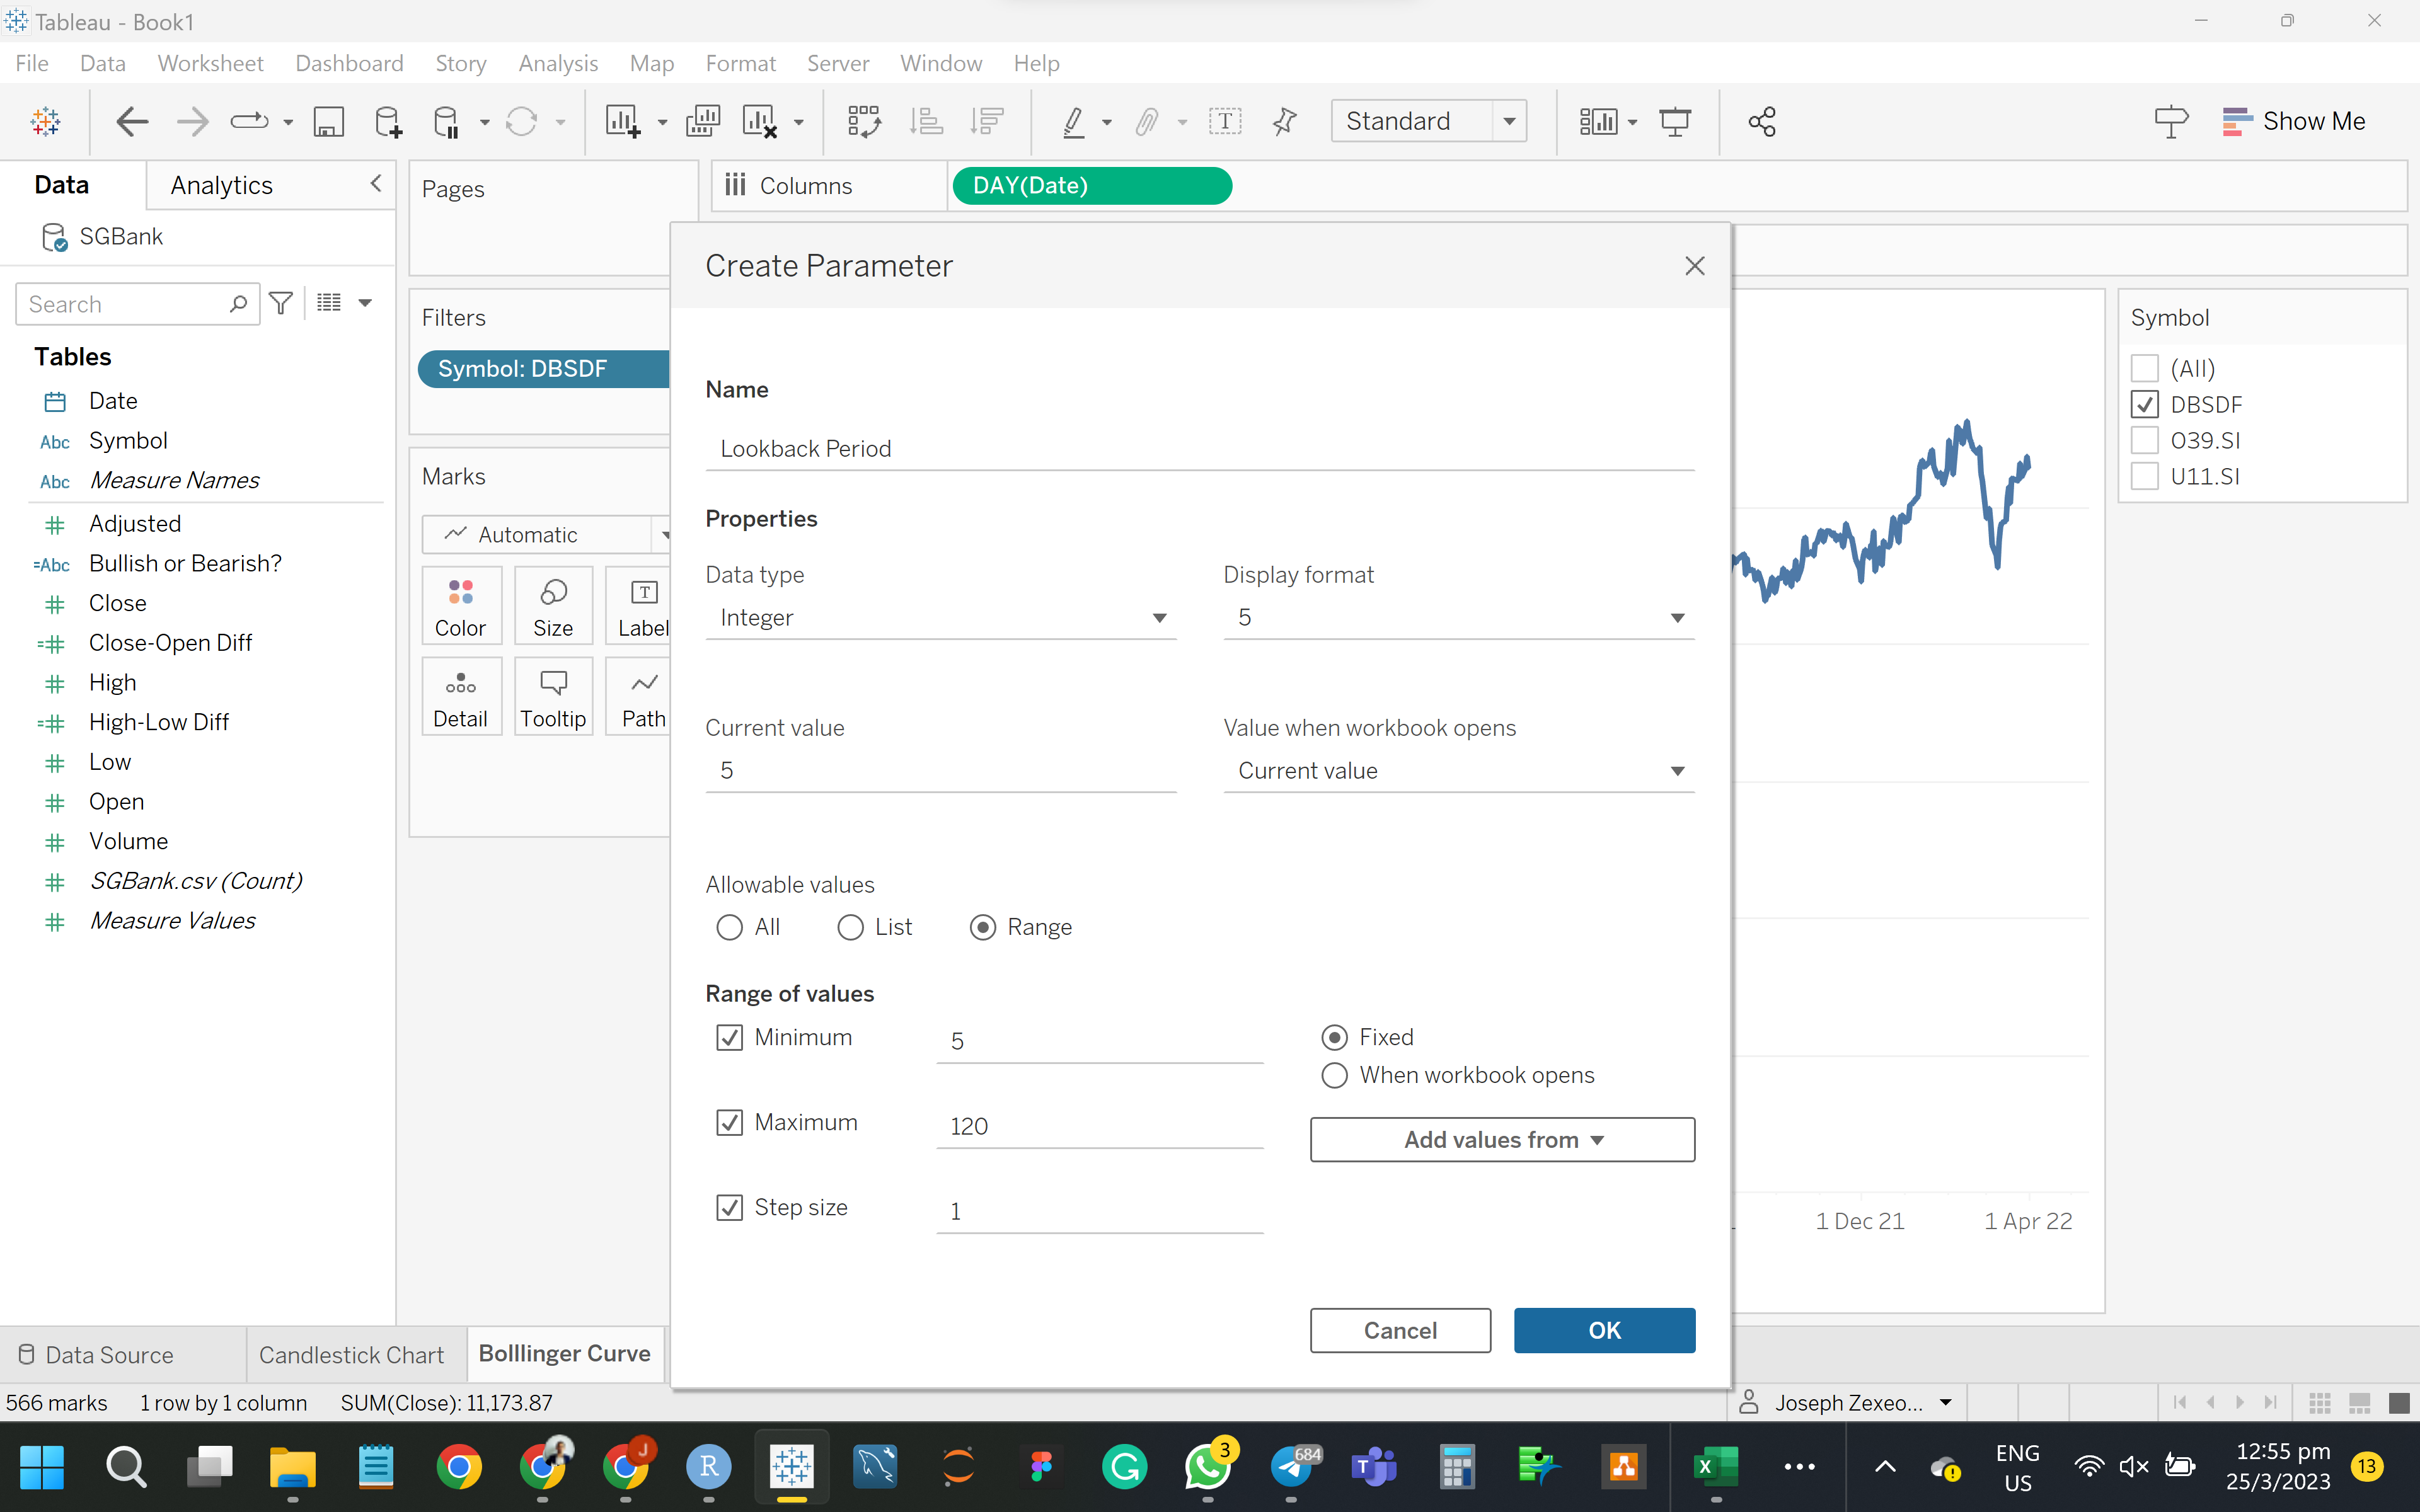 Tableau - Book1
File Data Worksheet Dashboard Story Analysis Map Format Server Window Help
Standard
Show Me
Data Analytics
SGBank
Search
Tables
Date
Abc Symbol
Abc Measure Names
Adjusted
=Abc Bullish or Bearish?
Close
Close-Open Diff
High
High-Low Diff
Low
Open
Volume
SGBank.csv (Count)
Measure Values
Pages
Filters
Symbol: DBSDF
Marks
Automatic
Color Size Label
Detail Tooltip Path
Columns DAY(Date)
Create Parameter
Name
Lookback Period
Properties
Data type Display format
Integer 5
Current value Value when workbook opens
5 Current value
Allowable values
All List Range
Range of values
Minimum 5
Fixed
When workbook opens
Maximum 120
Add values from
Step size 1
Cancel OK
Symbol
(All)
DBSDF
O39.SI
U11.SI
1 Dec 21 1 Apr 22
Data Source Candlestick Chart Bolllinger Curve
566 marks 1 row by 1 column SUM(Close): 11,173.87
Joseph Zexeo...
J
R
3
684
T
X
ENG
US
12:55 pm
25/3/2023
13